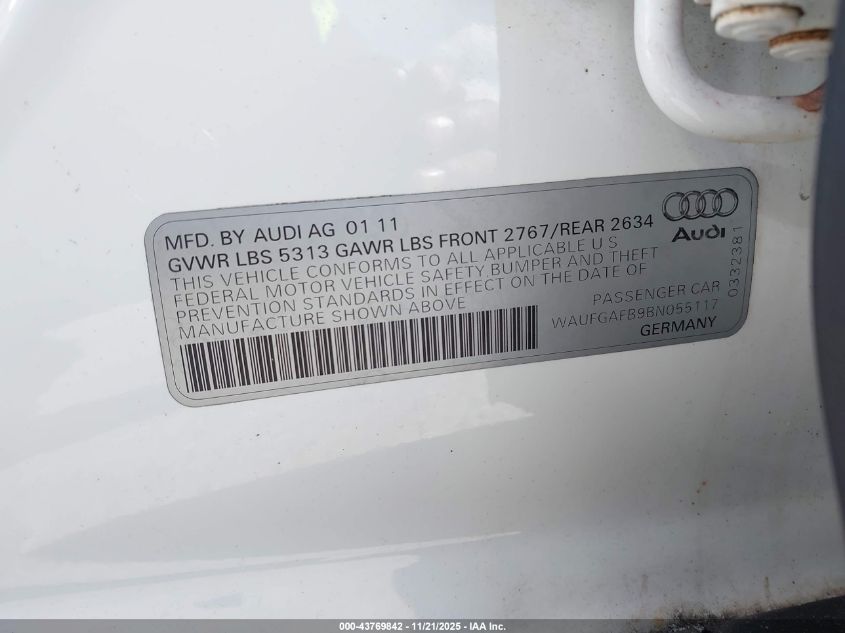 MFD. BY AUDI AG 01 11
GVWR LBS 5313 GAWR LBS FRONT 2767/REAR 2634
THIS VEHICLE CONFORMS TO ALL APPLICABLE U S
FEDERAL MOTOR VEHICLE SAFETY,BUMPER AND THEFT
PREVENTION STANDARDS IN EFFECT ON THE DATE OF
MANUFACTURE SHOWN ABOVE
Audi
PASSENGER CAR
WAUFGAFB9BN055117
GERMANY
0332381
000-43769842 - 11/21/2025 - IAA Inc.